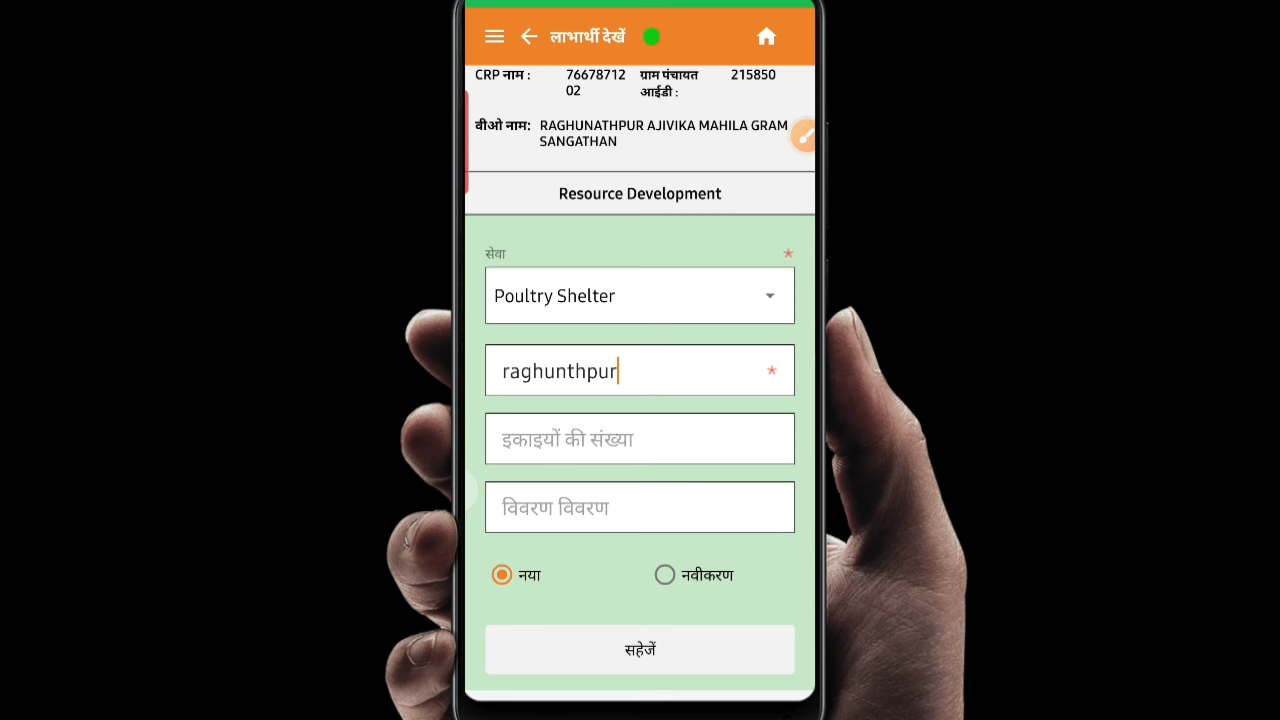 लाभार्थी देखें
CRP नाम : 76678712 ग्राम पंचायत 215850
02 आईडी :
वीओ नाम: RAGHUNATHPUR AJIVIKA MAHILA GRAM
SANGATHAN
Resource Development
सेवा *
Poultry Shelter
raghunthpur *
इकाइयों की संख्या
विवरण विवरण
नया नवीकरण
सहेजें